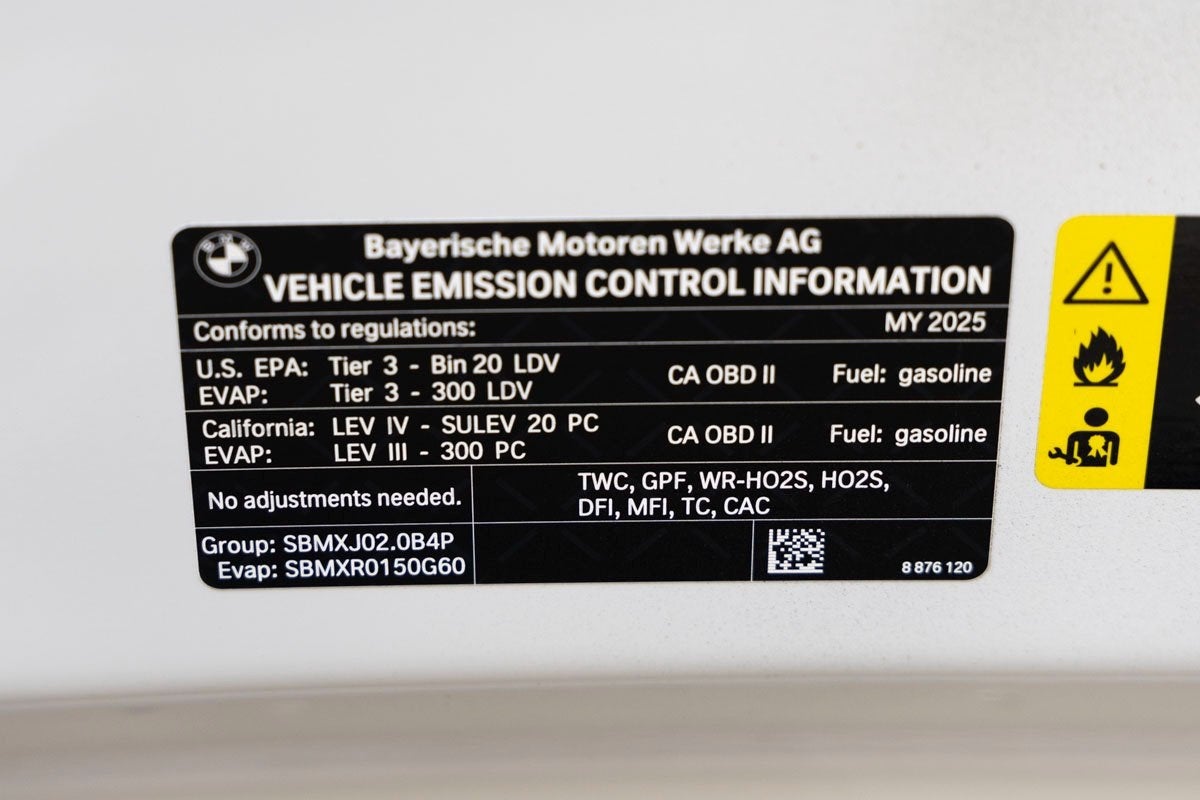 BMW
Bayerische Motoren Werke AG
VEHICLE EMISSION CONTROL INFORMATION
Conforms to regulations: MY 2025
U.S. EPA: Tier 3 - Bin 20 LDV CA OBD II Fuel: gasoline
EVAP: Tier 3 - 300 LDV
California: LEV IV - SULEV 20 PC CA OBD II Fuel: gasoline
EVAP: LEV III - 300 PC
No adjustments needed.
TWC, GPF, WR-HO2S, HO2S,
DFI, MFI, TC, CAC
Group: SBMXJ02.0B4P
Evap: SBMXR0150G60
8 876 120